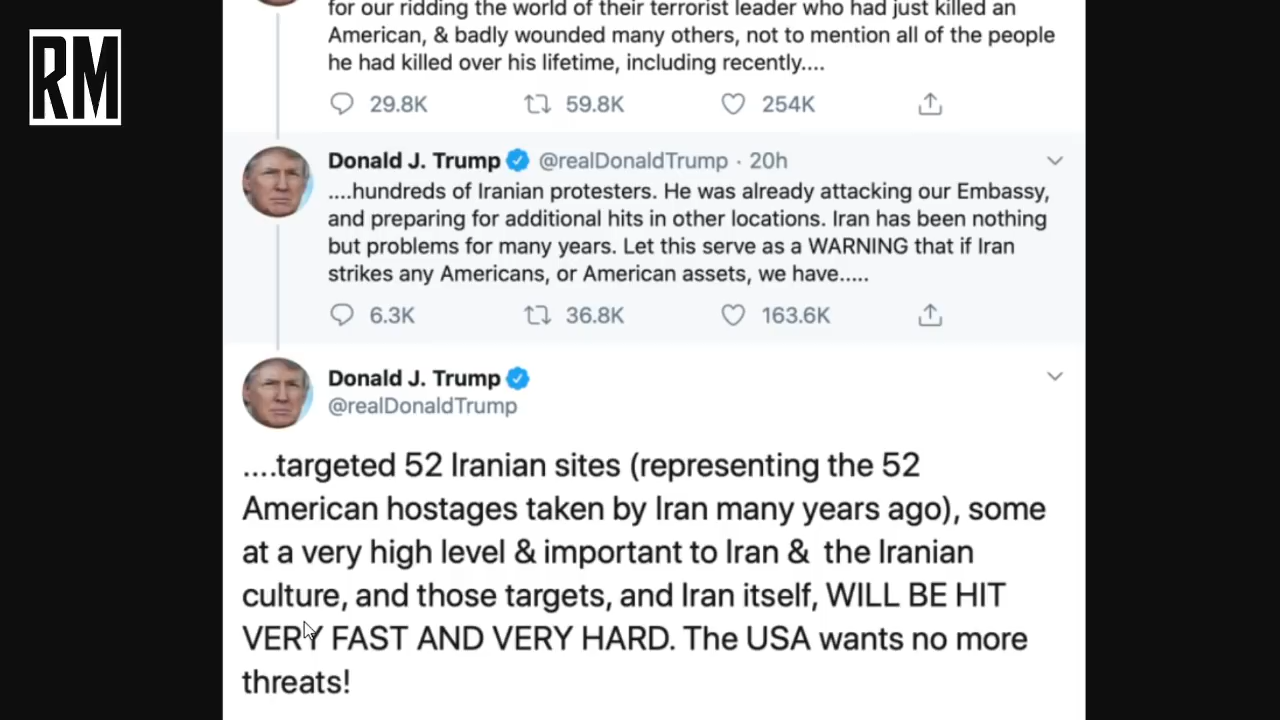 RM
for our ridding the world of their terrorist leader who had just killed an
American, & badly wounded many others, not to mention all of the people
he had killed over his lifetime, including recently....
29.8K 59.8K 254K
Donald J. Trump @realDonaldTrump · 20h
....hundreds of Iranian protesters. He was already attacking our Embassy,
and preparing for additional hits in other locations. Iran has been nothing
but problems for many years. Let this serve as a WARNING that if Iran
strikes any Americans, or American assets, we have.....
6.3K 36.8K 163.6K
Donald J. Trump
@realDonaldTrump
....targeted 52 Iranian sites (representing the 52
American hostages taken by Iran many years ago), some
at a very high level & important to Iran & the Iranian
culture, and those targets, and Iran itself, WILL BE HIT
VERY FAST AND VERY HARD. The USA wants no more
threats!